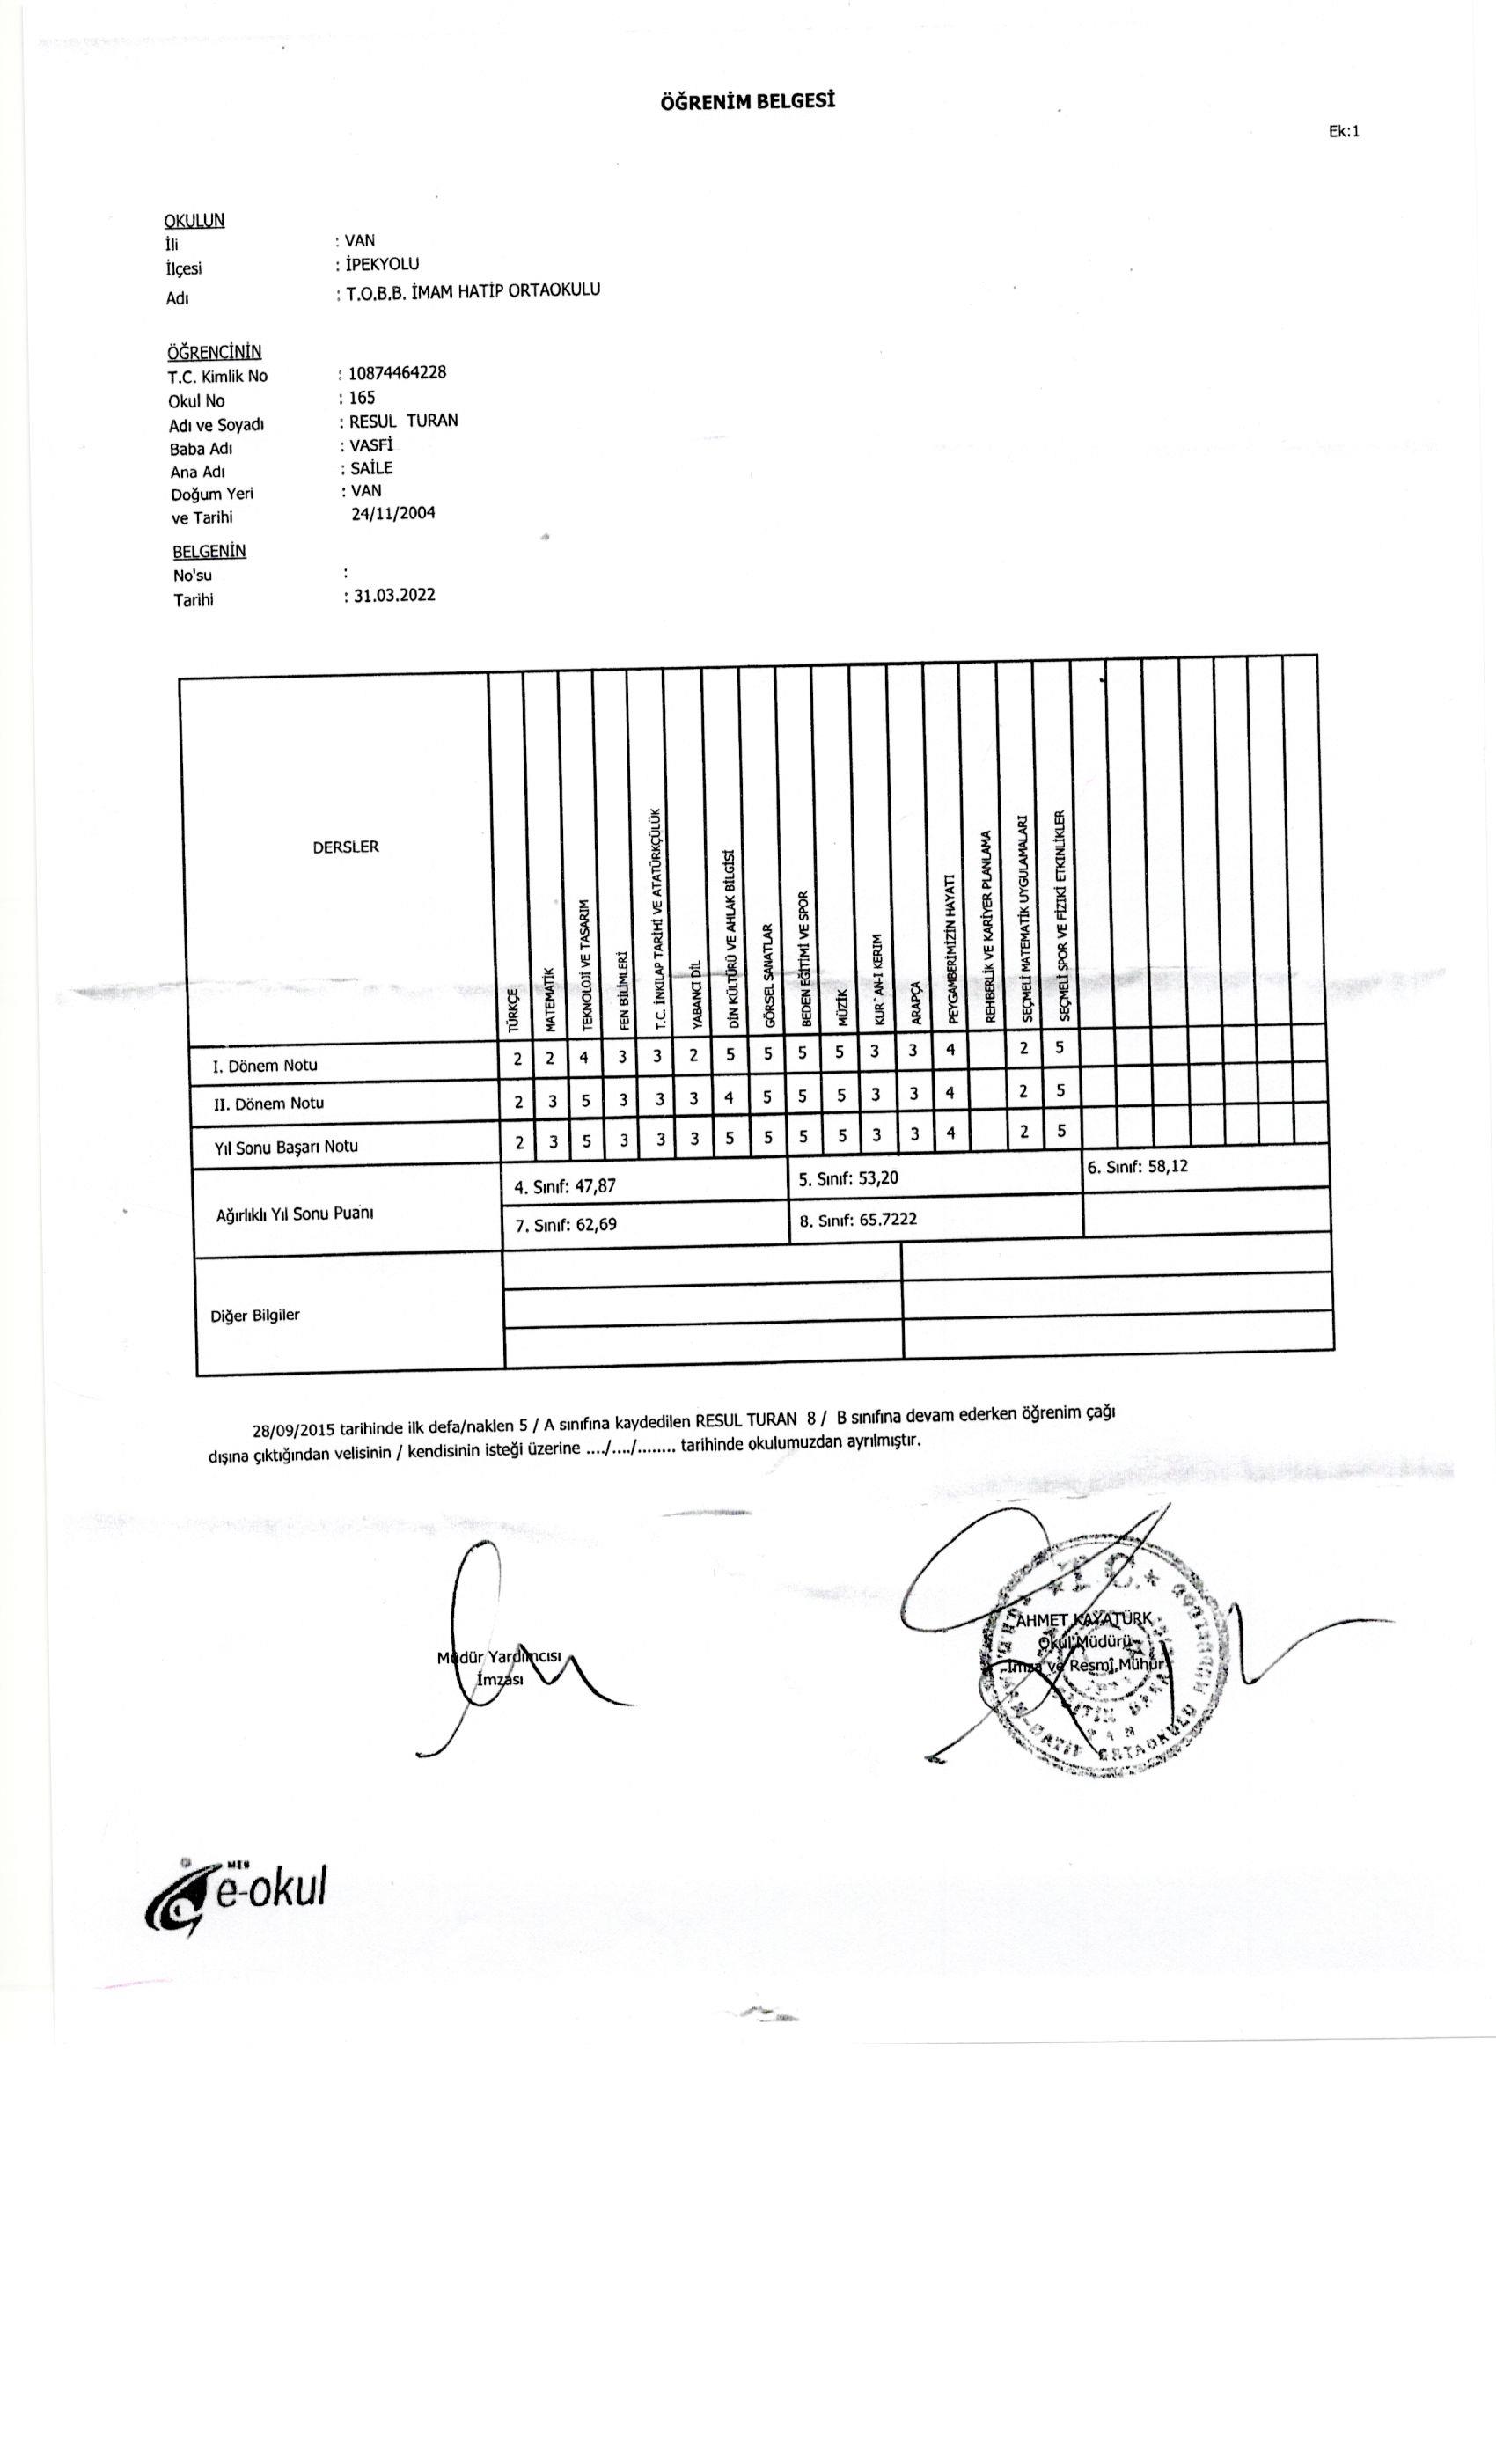 ÖĞRENİM BELGESİ
Ek:1
OKULUN
İli : VAN
İlçesi : İPEKYOLU
Adı : T.O.B.B. İMAM HATİP ORTAOKULU
ÖĞRENCİNİN
T.C. Kimlik No : 10874464228
Okul No : 165
Adı ve Soyadı : RESUL TURAN
Baba Adı : VASFİ
Ana Adı : SAİLE
Doğum Yeri : VAN
ve Tarihi 24/11/2004
BELGENİN
No'su :
Tarihi : 31.03.2022
DERSLER
TÜRKÇE
MATEMATİK
TEKNOLOJİ VE TASARIM
FEN BİLİMLERİ
T.C. İNKILAP TARİHİ VE ATATÜRKÇÜLÜK
YABANCI DİL
DİN KÜLTÜRÜ VE AHLAK BİLGİSİ
GÖRSEL SANATLAR
BEDEN EĞİTİMİ VE SPOR
MÜZİK
KUR`AN-I KERIM
ARAPÇA
PEYGAMBERIMIZIN HAYATI
REHBERLİK VE KARİYER PLANLAMA
SEÇMELİ MATEMATİK UYGULAMALARI
SEÇMELİ SPOR VE FİZİKİ ETKINLİKLER
I. Dönem Notu 2 2 4 3 3 2 5 5 5 5 3 3 4 2 5
II. Dönem Notu 2 3 5 3 3 3 4 5 5 5 3 3 4 2 5
Yıl Sonu Başarı Notu 2 3 5 3 3 3 5 5 5 5 3 3 4 2 5
Ağırlıklı Yıl Sonu Puanı
4. Sınıf: 47,87 5. Sınıf: 53,20 6. Sınıf: 58,12
7. Sınıf: 62,69 8. Sınıf: 65.7222
Diğer Bilgiler
28/09/2015 tarihinde ilk defa/naklen 5 / A sınıfına kaydedilen RESUL TURAN 8 / B sınıfına devam ederken öğrenim çağı
dışına çıktığından velisinin / kendisinin isteği üzerine ..../..../........ tarihinde okulumuzdan ayrılmıştır.
Müdür Yardımcısı
İmzası
AHMET KAYATÜRK
Okul Müdürü
İmza ve Resmî Mühür
T.C.
ORTAOKULU
MEB
e-okul